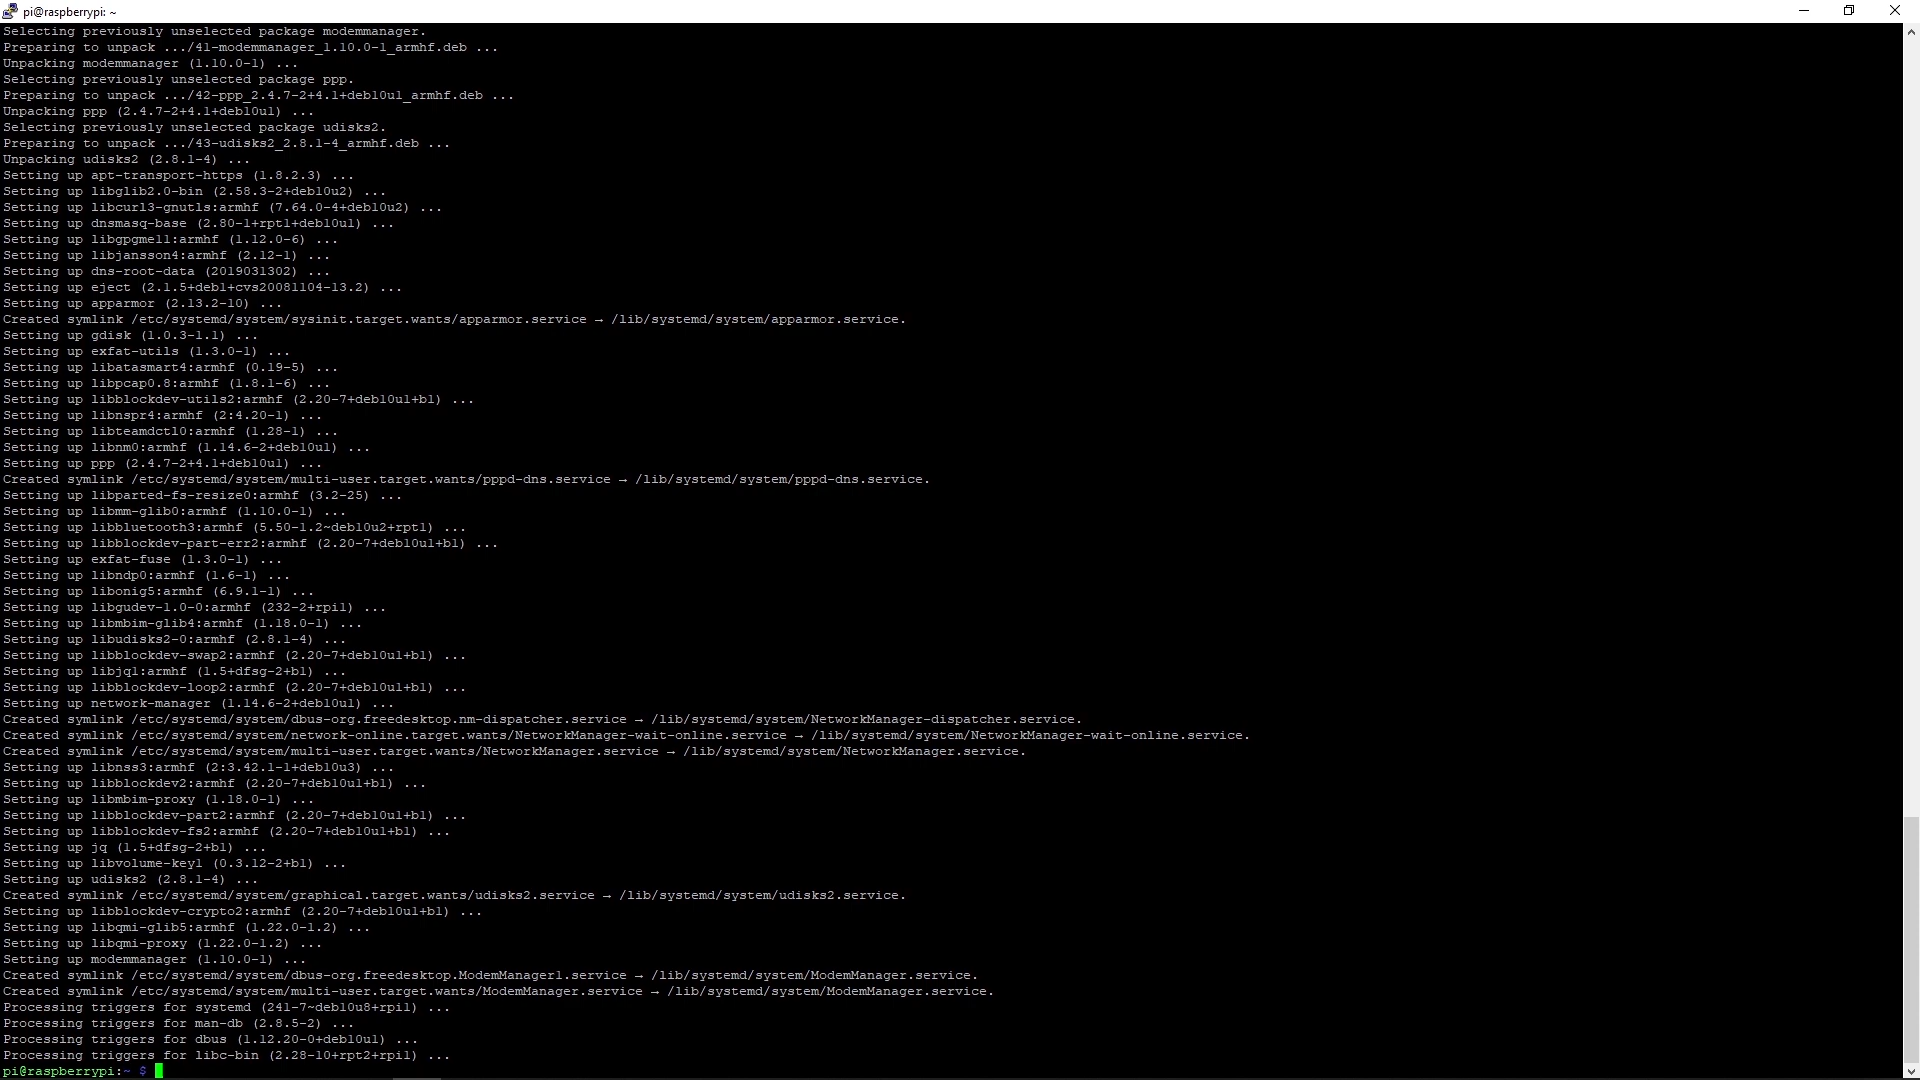 pi@raspberrypi: ~
Selecting previously unselected package modemmanager.
Preparing to unpack .../41-modemmanager_1.10.0-1_armhf.deb ...
Unpacking modemmanager (1.10.0-1) ...
Selecting previously unselected package ppp.
Preparing to unpack .../42-ppp_2.4.7-2+4.1+deb10u1_armhf.deb ...
Unpacking ppp (2.4.7-2+4.1+deb10u1) ...
Selecting previously unselected package udisks2.
Preparing to unpack .../43-udisks2_2.8.1-4_armhf.deb ...
Unpacking udisks2 (2.8.1-4) ...
Setting up apt-transport-https (1.8.2.3) ...
Setting up libglib2.0-bin (2.58.3-2+deb10u2) ...
Setting up libcurl3-gnutls:armhf (7.64.0-4+deb10u2) ...
Setting up dnsmasq-base (2.80-1+rpt1+deb10u1) ...
Setting up libgpgme11:armhf (1.12.0-6) ...
Setting up libjansson4:armhf (2.12-1) ...
Setting up dns-root-data (2019031302) ...
Setting up eject (2.1.5+deb1+cvs20081104-13.2) ...
Setting up apparmor (2.13.2-10) ...
Created symlink /etc/systemd/system/sysinit.target.wants/apparmor.service → /lib/systemd/system/apparmor.service.
Setting up gdisk (1.0.3-1.1) ...
Setting up exfat-utils (1.3.0-1) ...
Setting up libatasmart4:armhf (0.19-5) ...
Setting up libpcap0.8:armhf (1.8.1-6) ...
Setting up libblockdev-utils2:armhf (2.20-7+deb10u1+b1) ...
Setting up libnspr4:armhf (2:4.20-1) ...
Setting up libteamdctl0:armhf (1.28-1) ...
Setting up libnm0:armhf (1.14.6-2+deb10u1) ...
Setting up ppp (2.4.7-2+4.1+deb10u1) ...
Created symlink /etc/systemd/system/multi-user.target.wants/pppd-dns.service → /lib/systemd/system/pppd-dns.service.
Setting up libparted-fs-resize0:armhf (3.2-25) ...
Setting up libmm-glib0:armhf (1.10.0-1) ...
Setting up libbluetooth3:armhf (5.50-1.2~deb10u2+rpt1) ...
Setting up libblockdev-part-err2:armhf (2.20-7+deb10u1+b1) ...
Setting up exfat-fuse (1.3.0-1) ...
Setting up libndp0:armhf (1.6-1) ...
Setting up libonig5:armhf (6.9.1-1) ...
Setting up libgudev-1.0-0:armhf (232-2+rpi1) ...
Setting up libmbim-glib4:armhf (1.18.0-1) ...
Setting up libudisks2-0:armhf (2.8.1-4) ...
Setting up libblockdev-swap2:armhf (2.20-7+deb10u1+b1) ...
Setting up libjq1:armhf (1.5+dfsg-2+b1) ...
Setting up libblockdev-loop2:armhf (2.20-7+deb10u1+b1) ...
Setting up network-manager (1.14.6-2+deb10u1) ...
Created symlink /etc/systemd/system/dbus-org.freedesktop.nm-dispatcher.service → /lib/systemd/system/NetworkManager-dispatcher.service.
Created symlink /etc/systemd/system/network-online.target.wants/NetworkManager-wait-online.service → /lib/systemd/system/NetworkManager-wait-online.service.
Created symlink /etc/systemd/system/multi-user.target.wants/NetworkManager.service → /lib/systemd/system/NetworkManager.service.
Setting up libnss3:armhf (2:3.42.1-1+deb10u3) ...
Setting up libblockdev2:armhf (2.20-7+deb10u1+b1) ...
Setting up libmbim-proxy (1.18.0-1) ...
Setting up libblockdev-part2:armhf (2.20-7+deb10u1+b1) ...
Setting up libblockdev-fs2:armhf (2.20-7+deb10u1+b1) ...
Setting up jq (1.5+dfsg-2+b1) ...
Setting up libvolume-key1 (0.3.12-2+b1) ...
Setting up udisks2 (2.8.1-4) ...
Created symlink /etc/systemd/system/graphical.target.wants/udisks2.service → /lib/systemd/system/udisks2.service.
Setting up libblockdev-crypto2:armhf (2.20-7+deb10u1+b1) ...
Setting up libqmi-glib5:armhf (1.22.0-1.2) ...
Setting up libqmi-proxy (1.22.0-1.2) ...
Setting up modemmanager (1.10.0-1) ...
Created symlink /etc/systemd/system/dbus-org.freedesktop.ModemManager1.service → /lib/systemd/system/ModemManager.service.
Created symlink /etc/systemd/system/multi-user.target.wants/ModemManager.service → /lib/systemd/system/ModemManager.service.
Processing triggers for systemd (241-7~deb10u8+rpi1) ...
Processing triggers for man-db (2.8.5-2) ...
Processing triggers for dbus (1.12.20-0+deb10u1) ...
Processing triggers for libc-bin (2.28-10+rpt2+rpi1) ...
pi@raspberrypi:~ $